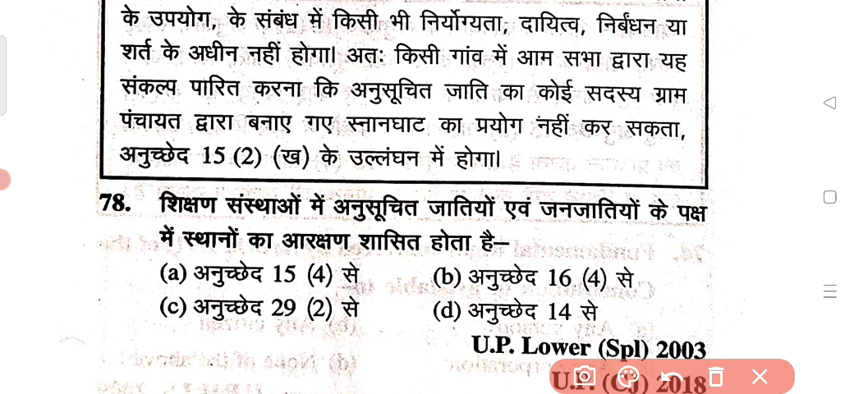 के उपयोग, के संबंध में किसी भी निर्योग्यता, दायित्व, निर्बंधन या
शर्त के अधीन नहीं होगा। अतः किसी गांव में आम सभा द्वारा यह
संकल्प पारित करना कि अनुसूचित जाति का कोई सदस्य ग्राम
पंचायत द्वारा बनाए गए स्नानघाट का प्रयोग नहीं कर सकता,
अनुच्छेद 15 (2) (ख) के उल्लंघन में होगा।
78. शिक्षण संस्थाओं में अनुसूचित जातियों एवं जनजातियों के पक्ष
में स्थानों का आरक्षण शासित होता है–
(a) अनुच्छेद 15 (4) से (b) अनुच्छेद 16 (4) से
(c) अनुच्छेद 29 (2) से (d) अनुच्छेद 14 से
U.P. Lower (Spl) 2003
U.P. (CJ) 2018